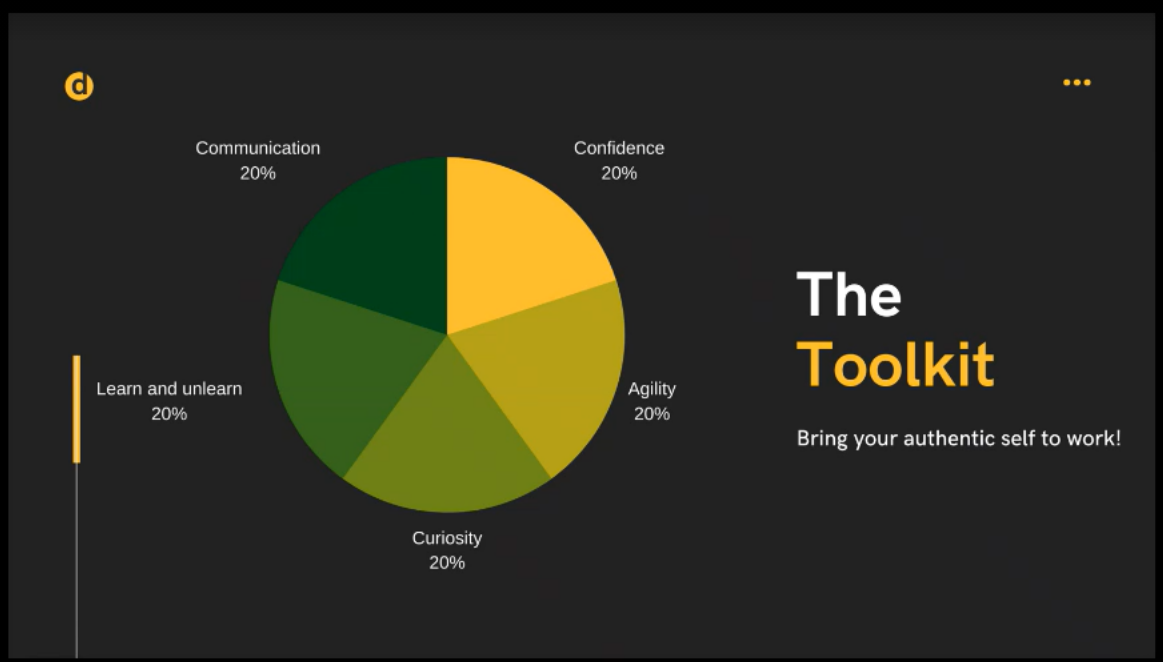 d
Communication
20%
Confidence
20%
Learn and unlearn
20%
Agility
20%
Curiosity
20%
The
Toolkit
Bring your authentic self to work!